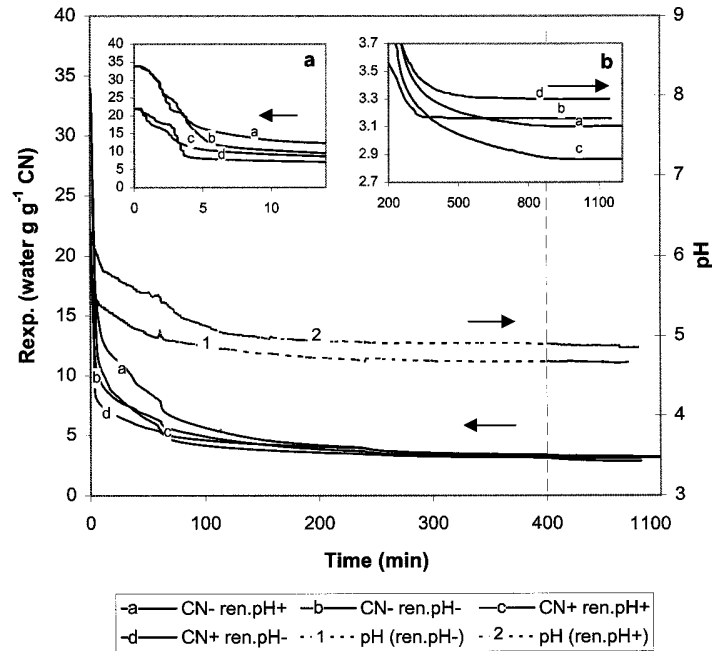 40
35
30
25
20
15
10
5
0
Rexp. (water g g⁻¹ CN)
9
8
7
6
5
4
3
pH
0
100
200
300
400
1100
Time (min)
a
40
35
30
25
20
15
10
5
0
0
5
10
a
b
c
d
b
3.7
3.5
3.3
3.1
2.9
2.7
200
500
800
1100
d
b
a
c
2
1
a
b
c
d
a CN- ren.pH+ b CN- ren.pH- c CN+ ren.pH+
d CN+ ren.pH- 1 pH (ren.pH-) 2 pH (ren.pH+)